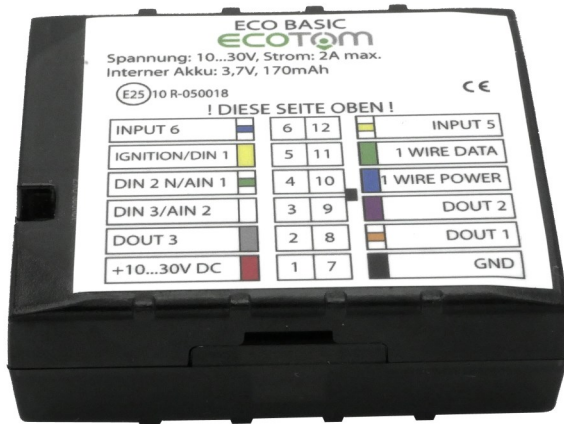 ECO BASIC
ECOTOM
Spannung: 10...30V, Strom: 2A max.
Interner Akku: 3,7V, 170mAh
E25 10 R-050018 CE
! DIESE SEITE OBEN !
INPUT 6 6 12 INPUT 5
IGNITION/DIN 1 5 11 1 WIRE DATA
DIN 2 N/AIN 1 4 10 1 WIRE POWER
DIN 3/AIN 2 3 9 DOUT 2
DOUT 3 2 8 DOUT 1
+10...30V DC 1 7 GND